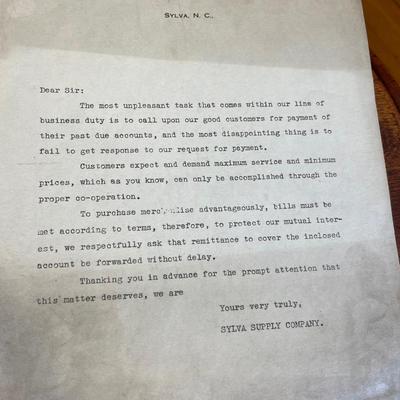 SYLVA, N. C.,
Dear Sir:
The most unpleasant task that comes within our line of
business duty is to call upon our good customers for payment of
their past due accounts, and the most disappointing thing is to
fail to get response to our request for payment.
Customers expect and demand maximum service and minimum
prices, which as you know, can only be accomplished through the
proper co-operation.
To purchase merchandise advantageously, bills must be
met according to terms, therefore, to protect our mutual inter-
est, we respectfully ask that remittance to cover the inclosed
account be forwarded without delay.
Thanking you in advance for the prompt attention that
this matter deserves, we are
Yours very truly,
SYLVA SUPPLY COMPANY.